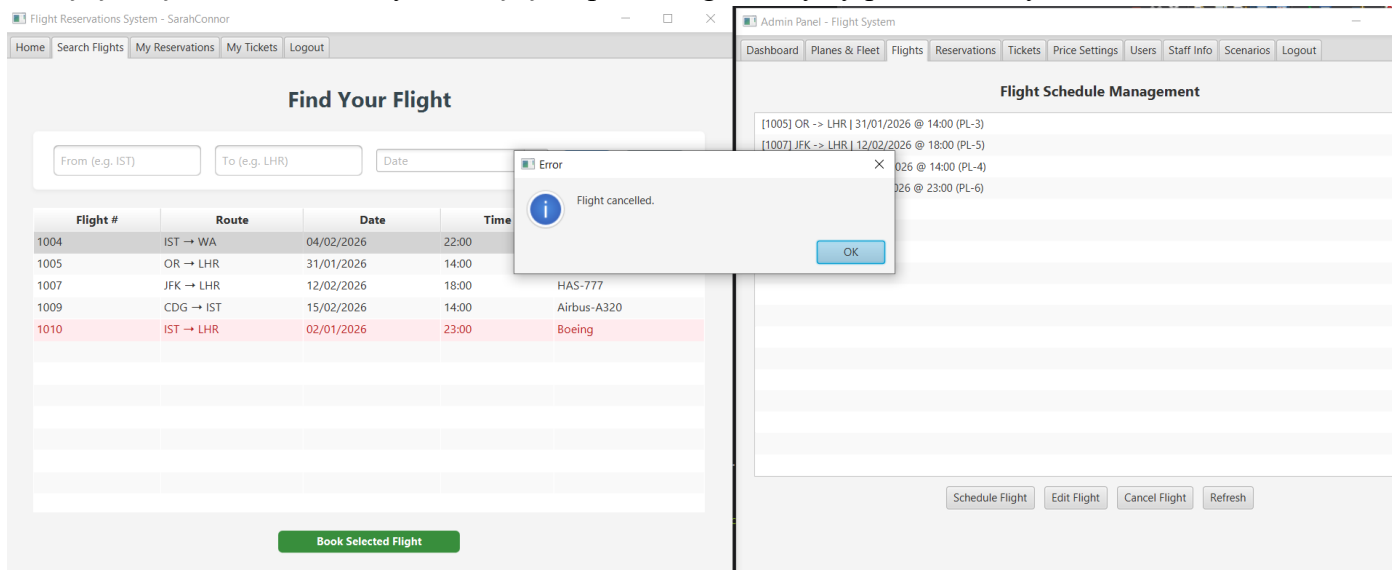 Flight Reservations System - SarahConnor
Home Search Flights My Reservations My Tickets Logout
Find Your Flight
From (e.g. IST) To (e.g. LHR) Date
Flight # Route Date Time
1004 IST → WA 04/02/2026 22:00
1005 OR → LHR 31/01/2026 14:00
1007 JFK → LHR 12/02/2026 18:00 HAS-777
1009 CDG → IST 15/02/2026 14:00 Airbus-A320
1010 IST → LHR 02/01/2026 23:00 Boeing
Book Selected Flight
Error
Flight cancelled.
OK
Admin Panel - Flight System
Dashboard Planes & Fleet Flights Reservations Tickets Price Settings Users Staff Info Scenarios Logout
Flight Schedule Management
[1005] OR -> LHR | 31/01/2026 @ 14:00 (PL-3)
[1007] JFK -> LHR | 12/02/2026 @ 18:00 (PL-5)
026 @ 14:00 (PL-4)
026 @ 23:00 (PL-6)
Schedule Flight Edit Flight Cancel Flight Refresh